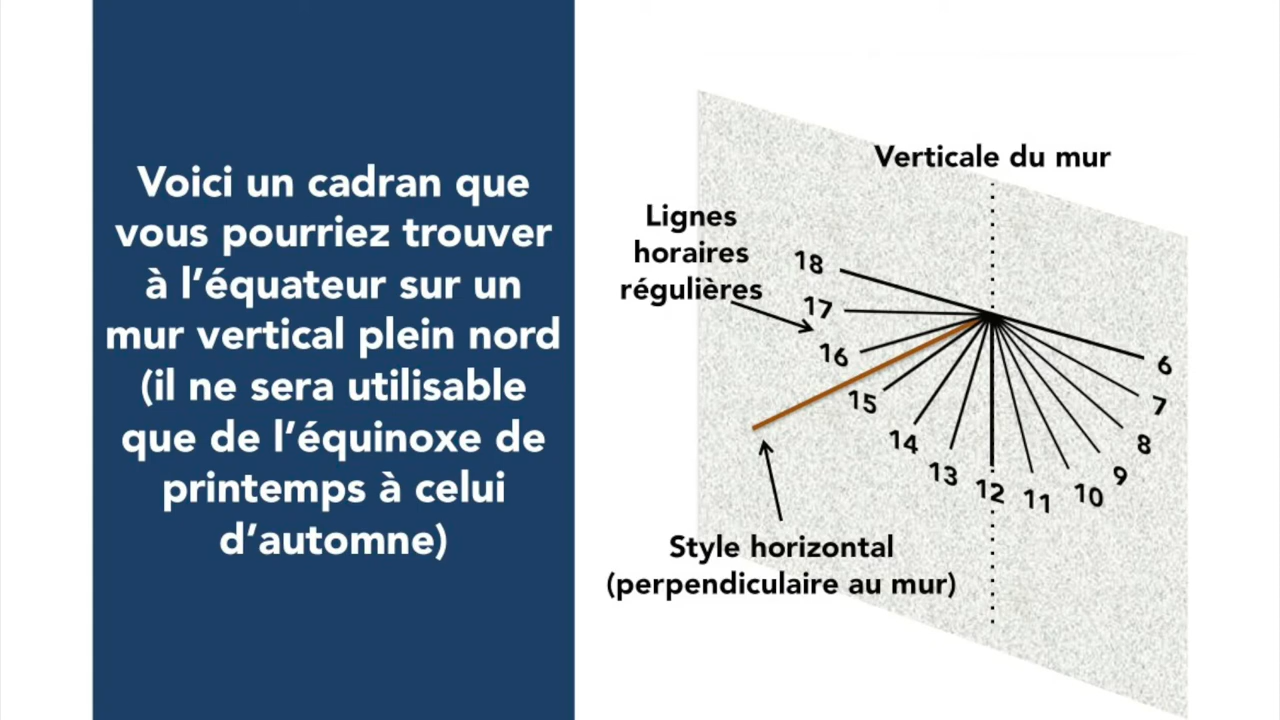 Voici un cadran que
vous pourriez trouver
à l’équateur sur un
mur vertical plein nord
(il ne sera utilisable
que de l’équinoxe de
printemps à celui
d’automne)
Verticale du mur
Lignes
horaires
régulières
18
17
16
15
14
13
12
11
10
9
8
7
6
Style horizontal
(perpendiculaire au mur)